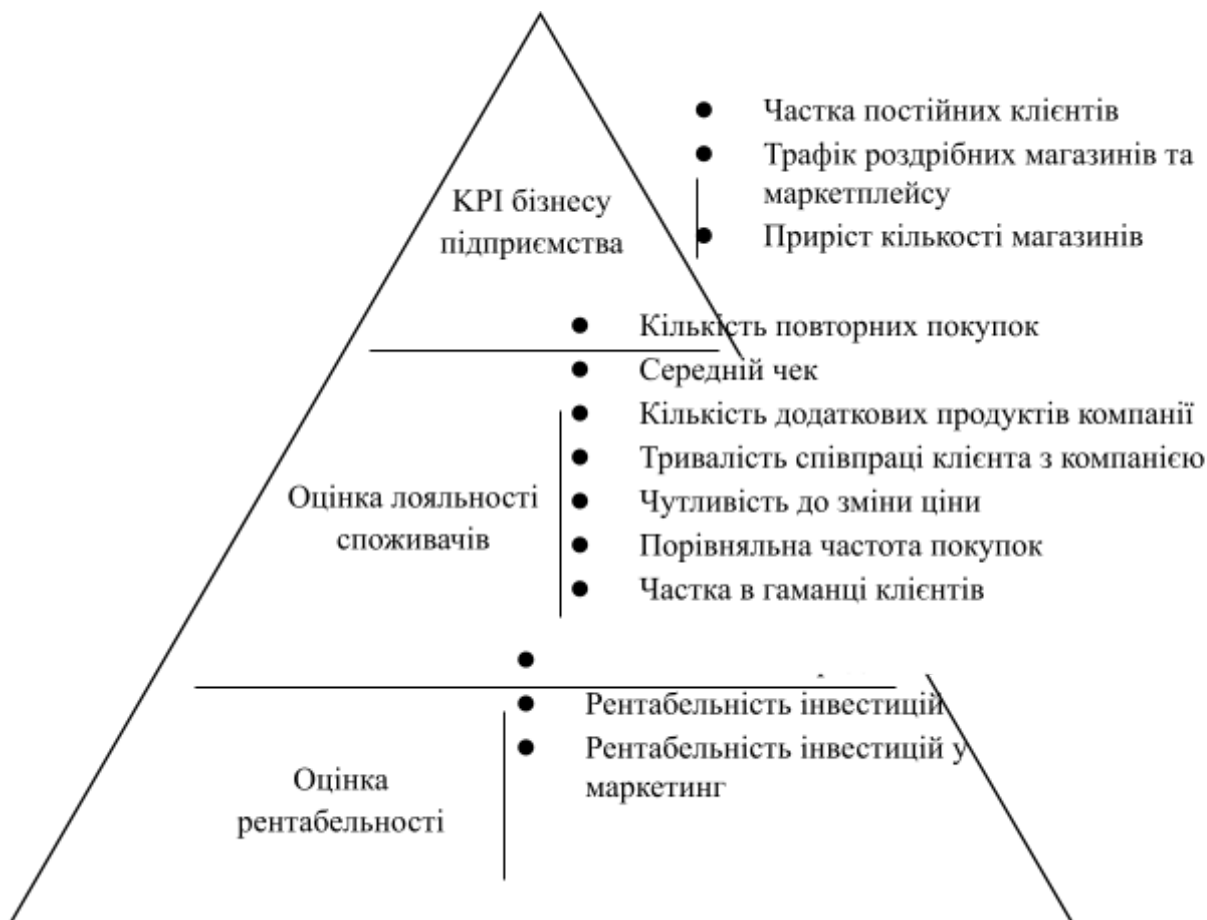 Частка постійних клієнтів
Трафік роздрібних магазинів та
маркетплейсу
Приріст кількості магазинів
KPI бізнесу
підприємства
Кількість повторних покупок
Середній чек
Кількість додаткових продуктів компанії
Тривалість співпраці клієнта з компанією
Чутливість до зміни ціни
Порівняльна частота покупок
Частка в гаманці клієнтів
Оцінка лояльності
споживачів
Рентабельність інвестицій
Рентабельність інвестицій у
маркетинг
Оцінка
рентабельності